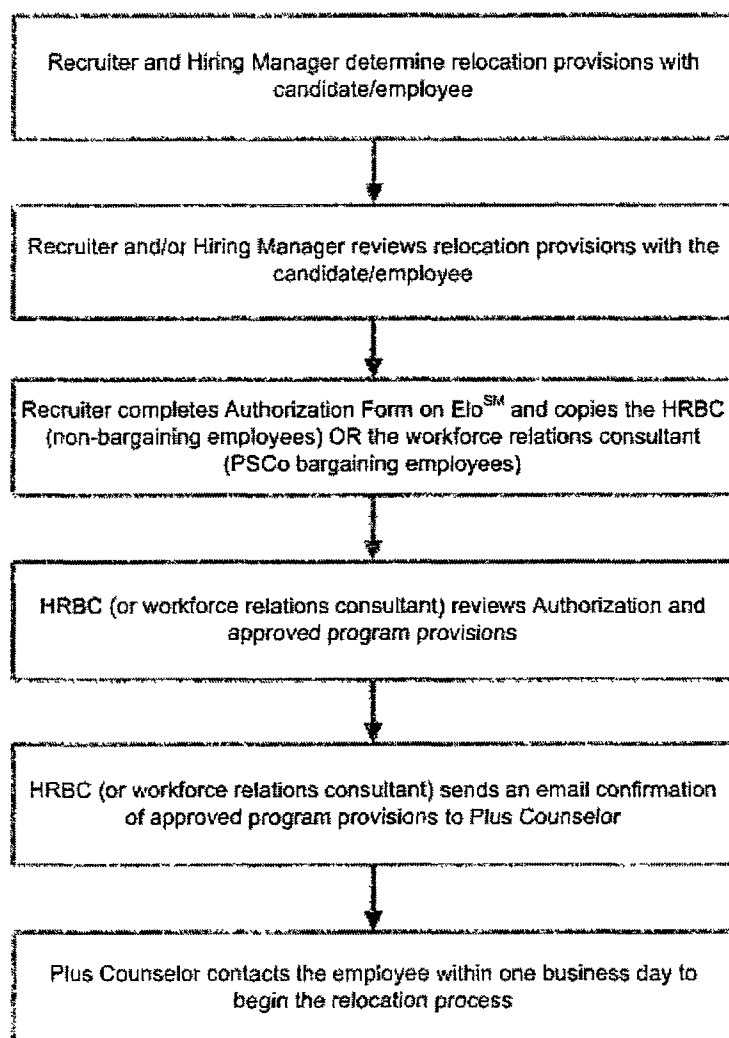 Recruiter and Hiring Manager determine relocation provisions with
candidate/employee
Recruiter and/or Hiring Manager reviews relocation provisions with the
candidate/employee
Recruiter completes Authorization Form on Elo℠ and copies the HRBC
(non-bargaining employees) OR the workforce relations consultant
(PSCo bargaining employees)
HRBC (or workforce relations consultant) reviews Authorization and
approved program provisions
HRBC (or workforce relations consultant) sends an email confirmation
of approved program provisions to Plus Counselor
Plus Counselor contacts the employee within one business day to
begin the relocation process